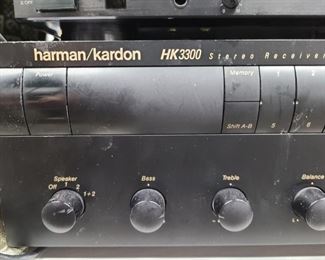 OFF
harman/kardon HK3300 Stereo Receiver
Power Memory 1 2
Shift A-B 5 6
Speaker Bass Treble Balance
Off 1 2 1+2